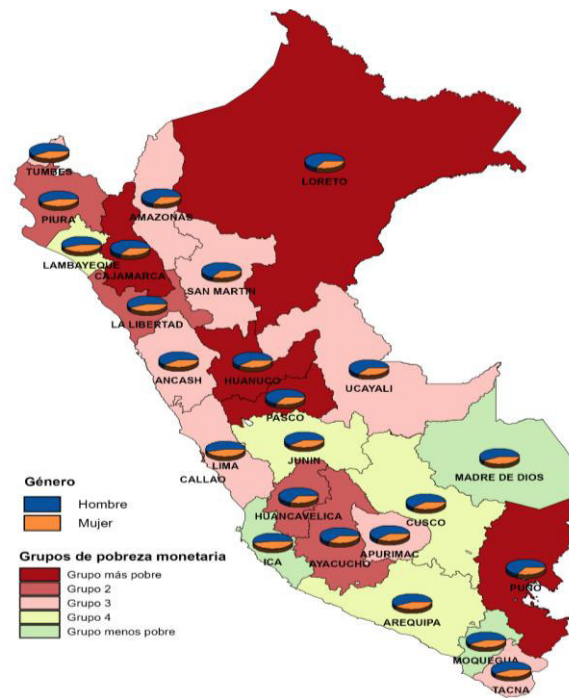 TUMBES
PIURA
LAMBAYEQUE
CAJAMARCA
AMAZONAS
LORETO
SAN MARTIN
LA LIBERTAD
ANCASH
HUANUCO
UCAYALI
PASCO
JUNIN
LIMA
CALLAO
MADRE DE DIOS
CUSCO
HUANCAVELICA
ICA
AYACUCHO
APURIMAC
PUNO
AREQUIPA
MOQUEGUA
TACNA
Género
Hombre
Mujer
Grupos de pobreza monetaria
Grupo más pobre
Grupo 2
Grupo 3
Grupo 4
Grupo menos pobre